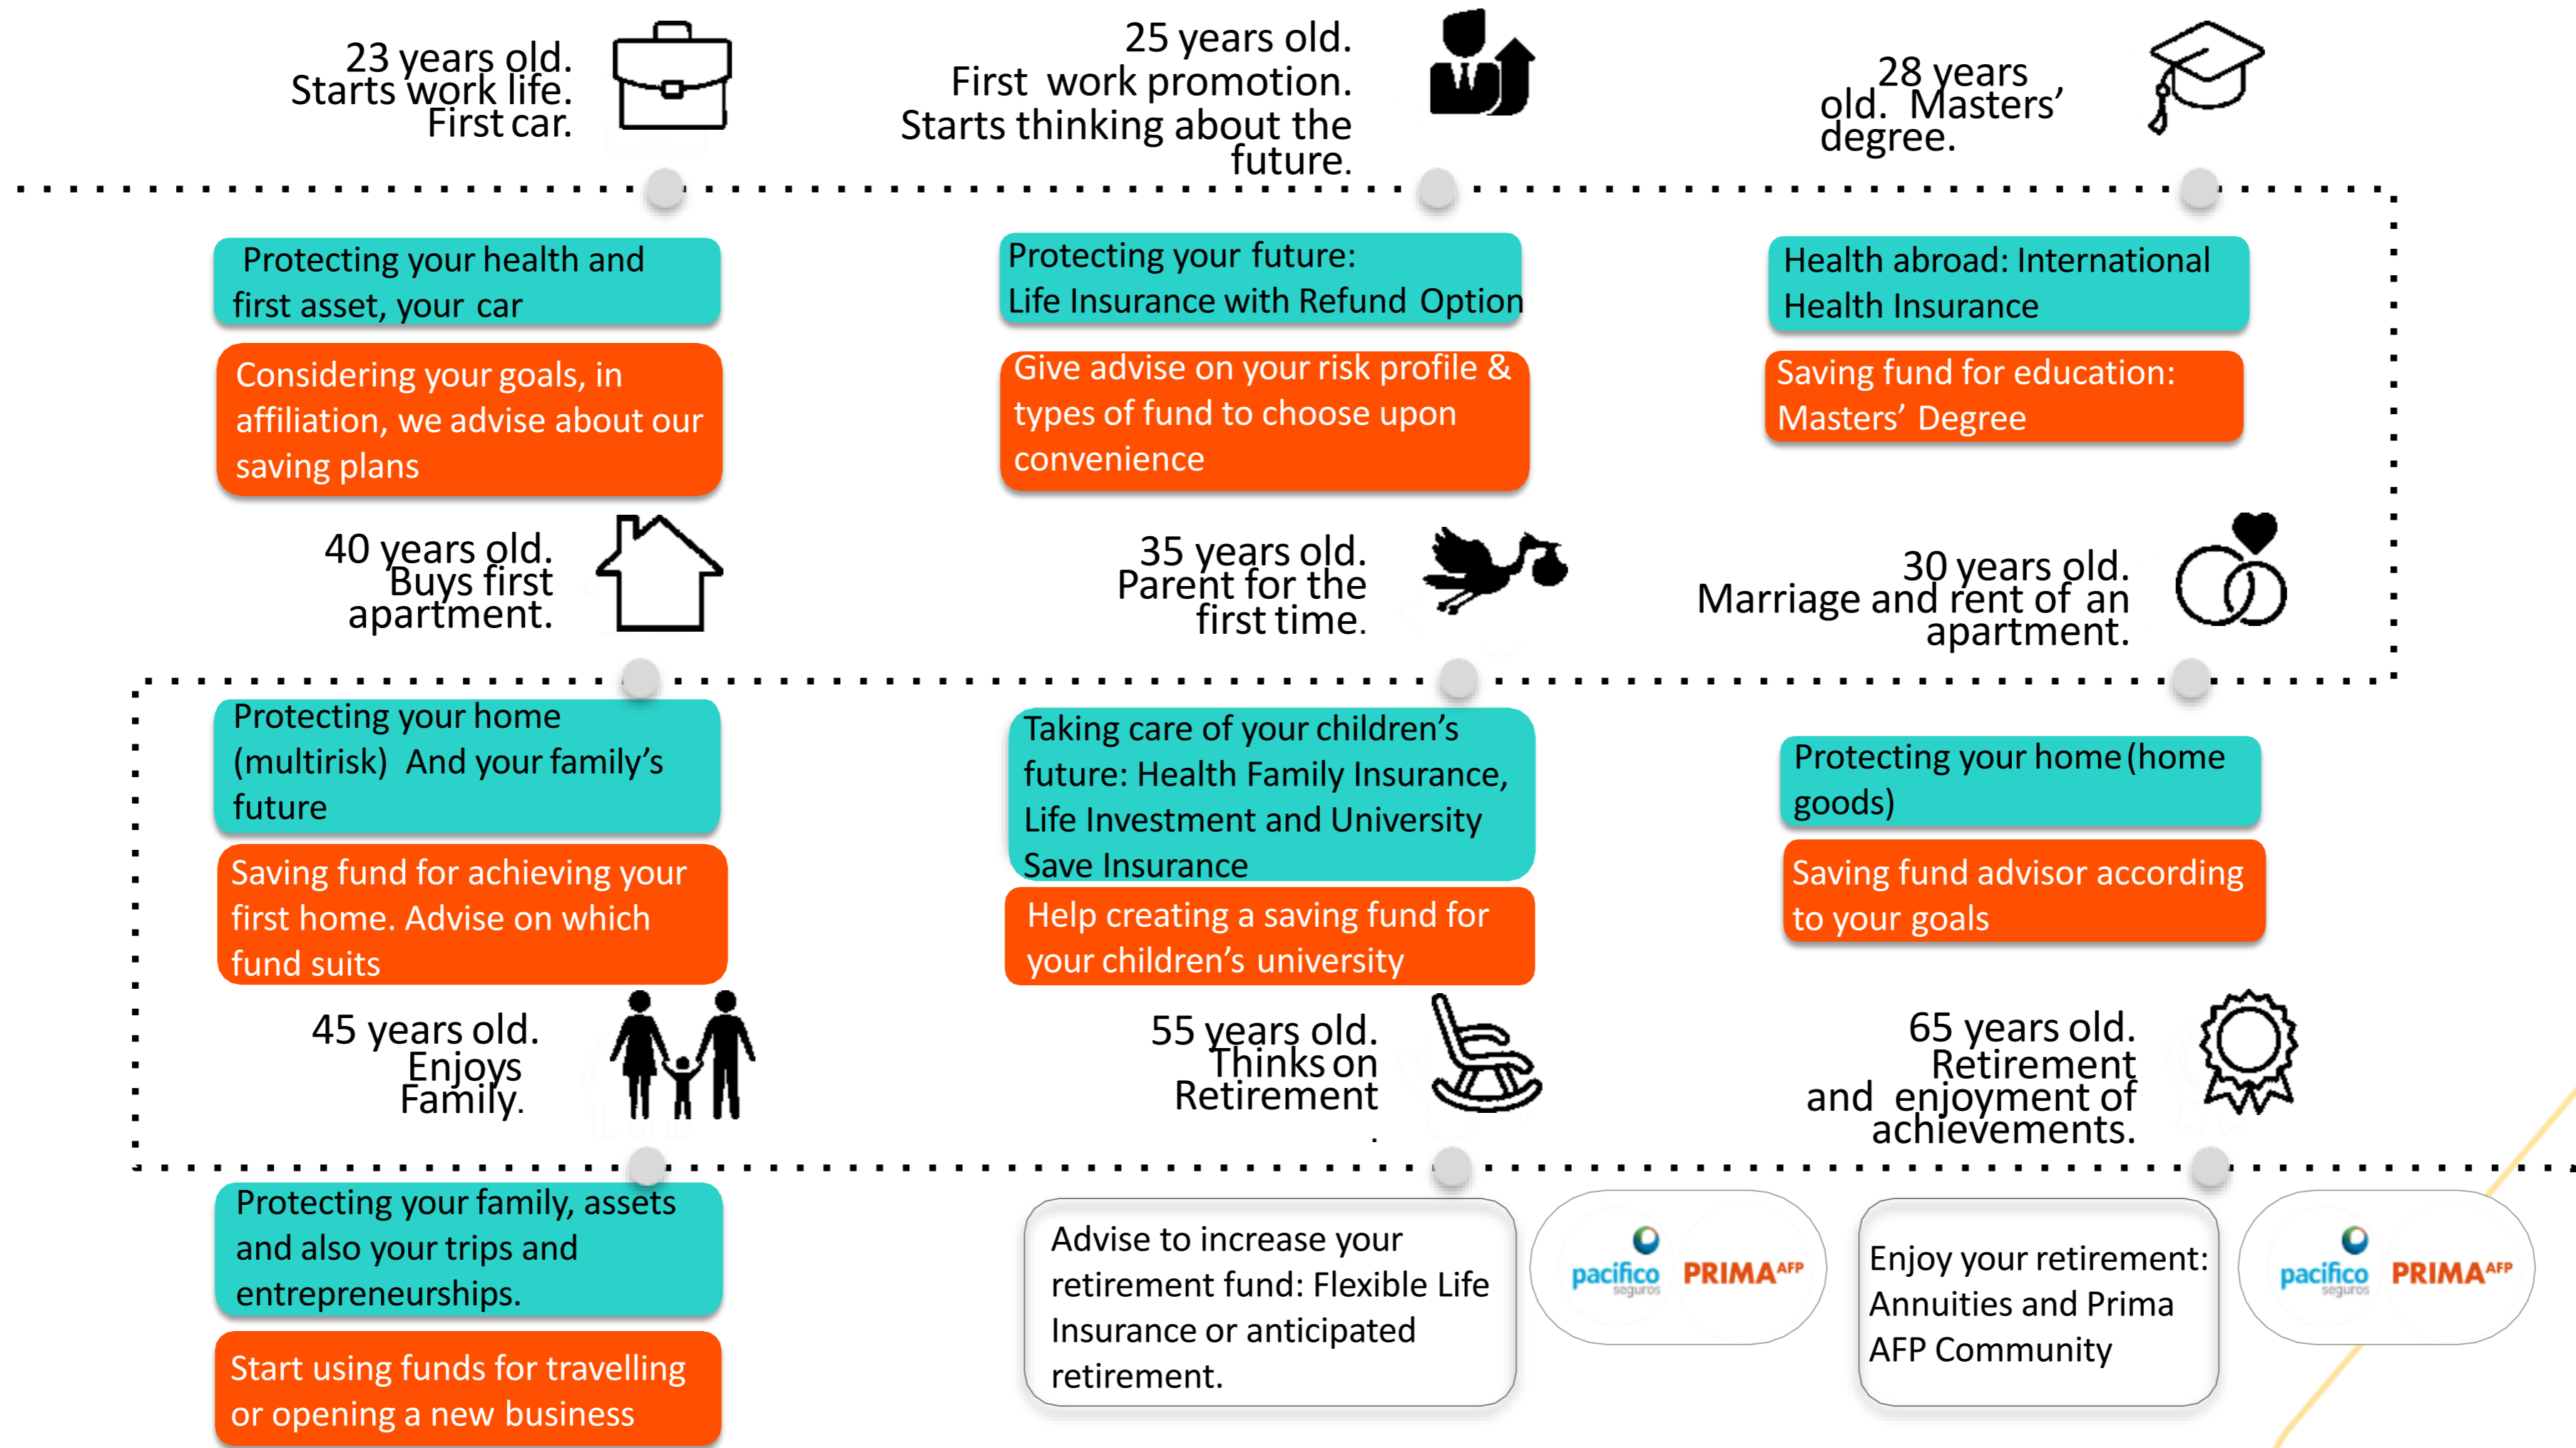 23 years old.
Starts work life.
First car.
25 years old.
First work promotion.
Starts thinking about the
future.
28 years
old. Masters’
degree.
Protecting your health and
first asset, your car
Considering your goals, in
affiliation, we advise about our
saving plans
Protecting your future:
Life Insurance with Refund Option
Give advise on your risk profile &
types of fund to choose upon
convenience
Health abroad: International
Health Insurance
Saving fund for education:
Masters’ Degree
40 years old.
Buys first
apartment.
35 years old.
Parent for the
first time.
30 years old.
Marriage and rent of an
apartment.
Protecting your home
(multirisk) And your family’s
future
Saving fund for achieving your
first home. Advise on which
fund suits
Taking care of your children’s
future: Health Family Insurance,
Life Investment and University
Save Insurance
Help creating a saving fund for
your children’s university
Protecting your home (home
goods)
Saving fund advisor according
to your goals
45 years old.
Enjoys
Family.
55 years old.
Thinks on
Retirement
.
65 years old.
Retirement
and enjoyment of
achievements.
Protecting your family, assets
and also your trips and
entrepreneurships.
Start using funds for travelling
or opening a new business
Advise to increase your
retirement fund: Flexible Life
Insurance or anticipated
retirement.
pacifico
seguros
PRIMA AFP
Enjoy your retirement:
Annuities and Prima
AFP Community
pacifico
seguros
PRIMA AFP